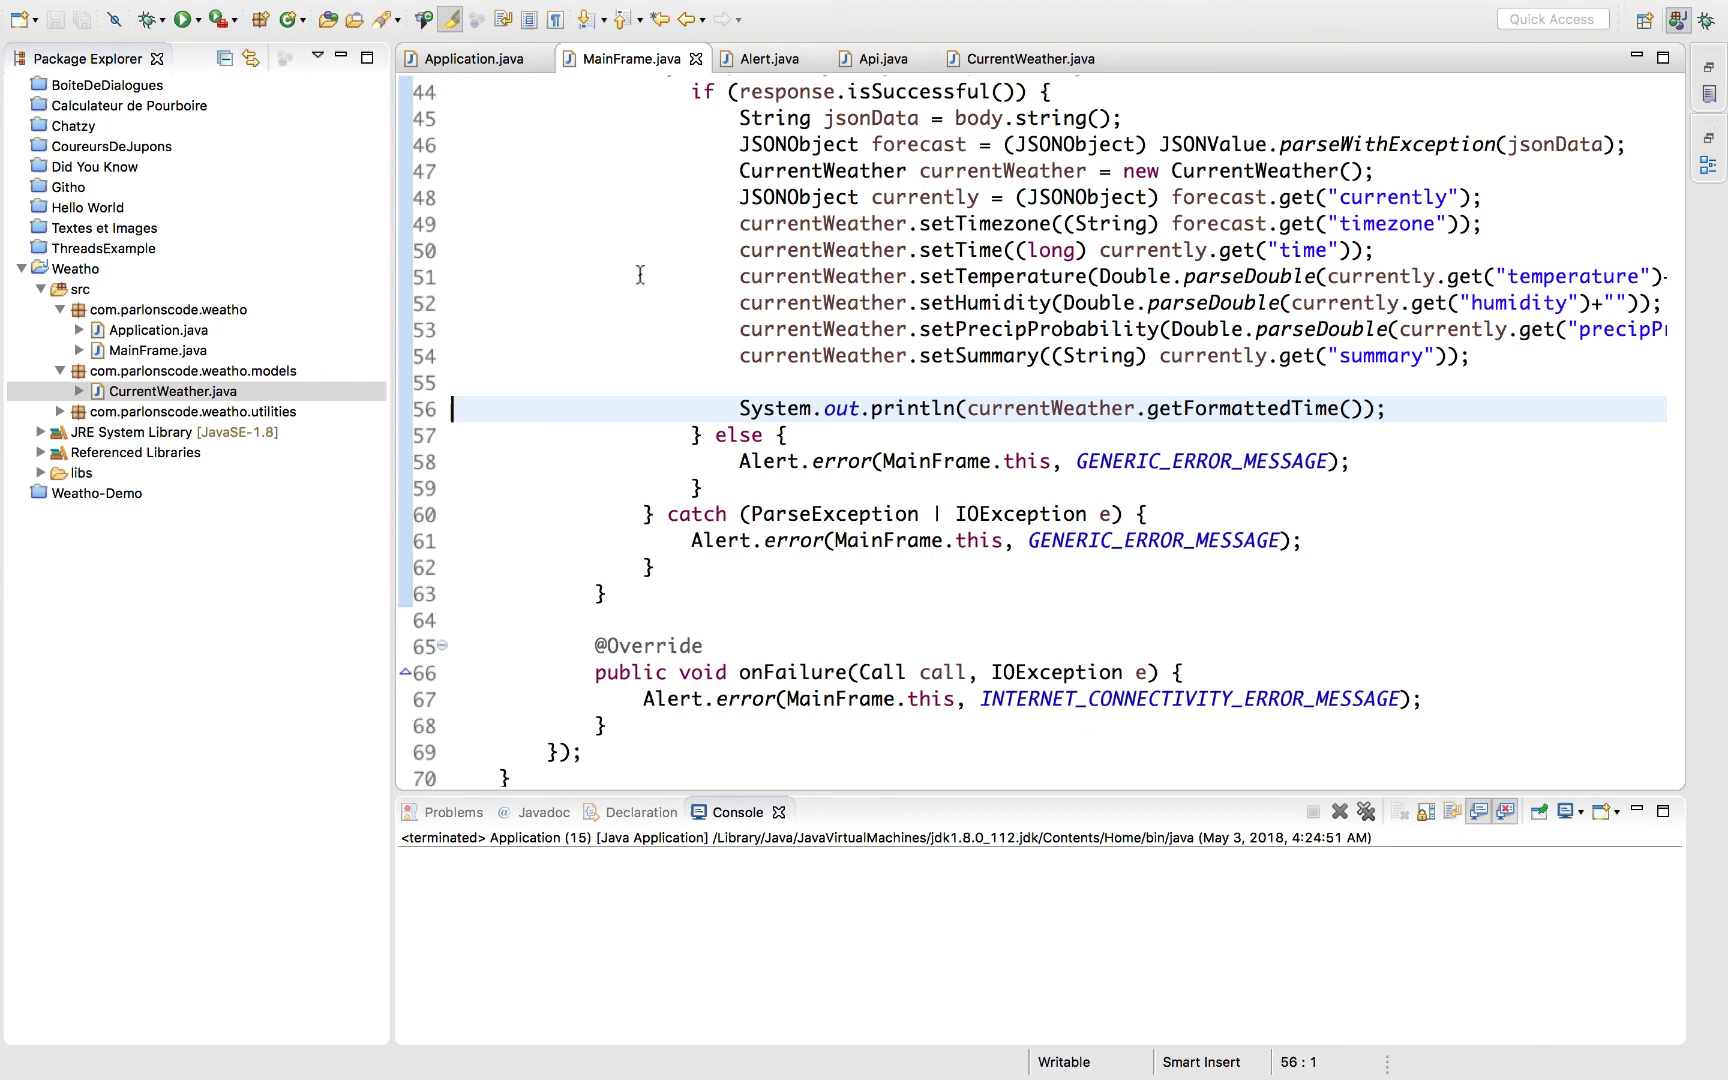 Quick Access
Package Explorer
BoiteDeDialogues
Calculateur de Pourboire
Chatzy
CoureursDeJupons
Did You Know
Githo
Hello World
Textes et Images
ThreadsExample
Weatho
src
com.parlonscode.weatho
Application.java
MainFrame.java
com.parlonscode.weatho.models
CurrentWeather.java
com.parlonscode.weatho.utilities
JRE System Library [JavaSE-1.8]
Referenced Libraries
libs
Weatho-Demo
Application.java MainFrame.java Alert.java Api.java CurrentWeather.java
44 if (response.isSuccessful()) {
45 String jsonData = body.string();
46 JSONObject forecast = (JSONObject) JSONValue.parseWithException(jsonData);
47 CurrentWeather currentWeather = new CurrentWeather();
48 JSONObject currently = (JSONObject) forecast.get("currently");
49 currentWeather.setTimezone((String) forecast.get("timezone"));
50 currentWeather.setTime((long) currently.get("time"));
51 currentWeather.setTemperature(Double.parseDouble(currently.get("temperature")
52 currentWeather.setHumidity(Double.parseDouble(currently.get("humidity")+""));
53 currentWeather.setPrecipProbability(Double.parseDouble(currently.get("precipP
54 currentWeather.setSummary((String) currently.get("summary"));
55
56 System.out.println(currentWeather.getFormattedTime());
57 } else {
58 Alert.error(MainFrame.this, GENERIC_ERROR_MESSAGE);
59 }
60 } catch (ParseException | IOException e) {
61 Alert.error(MainFrame.this, GENERIC_ERROR_MESSAGE);
62 }
63 }
64
65 @Override
66 public void onFailure(Call call, IOException e) {
67 Alert.error(MainFrame.this, INTERNET_CONNECTIVITY_ERROR_MESSAGE);
68 }
69 });
70 }
Problems @ Javadoc Declaration Console
<terminated> Application (15) [Java Application] /Library/Java/JavaVirtualMachines/jdk1.8.0_112.jdk/Contents/Home/bin/java (May 3, 2018, 4:24:51 AM)
Writable Smart Insert 56 : 1